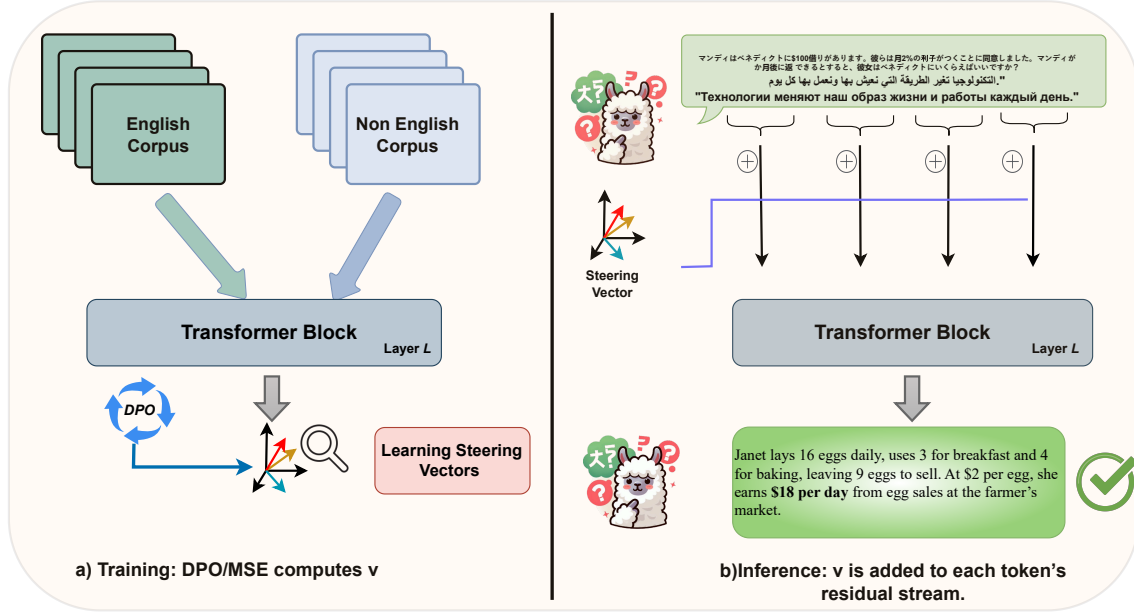 English
Corpus
Non English
Corpus
Transformer Block
Layer L
DPO
Learning Steering
Vectors
a) Training: DPO/MSE computes v
大
?
?
?
マンディはベネディクトに$100借りがあります。彼らは月2%の利子がつくことに同意しました。マンディが
か月後に返 できるとすると、彼女はベネディクトにいくらえばいいですか？
"التكنولوجيا تغير الطريقة التي نعيش بها ونعمل بها كل يوم.
"Технологии меняют наш образ жизни и работы каждый день."
+ + + +
Steering
Vector
Transformer Block
Layer L
大
?
?
?
Janet lays 16 eggs daily, uses 3 for breakfast and 4
for baking, leaving 9 eggs to sell. At $2 per egg, she
earns $18 per day from egg sales at the farmer's
market.
b)Inference: v is added to each token's
residual stream.